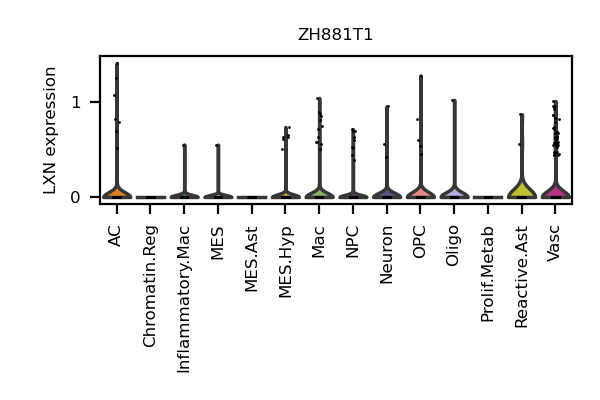 ZH881T1
LXN expression
1
0
AC
Chromatin.Reg
Inflammatory.Mac
MES
MES.Ast
MES.Hyp
Mac
NPC
Neuron
OPC
Oligo
Prolif.Metab
Reactive.Ast
Vasc